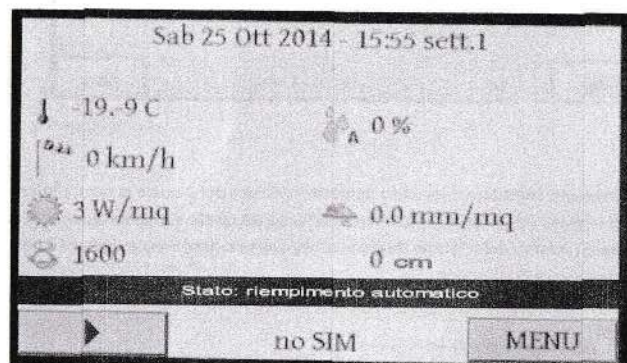 Sab 25 Ott 2014 - 15:55 sett.1
-19.-9 C
A 0 %
0 km/h
3 W/mq
0.0 mm/mq
1600
0 cm
Stato: riempimento automatico
no SIM
MENU